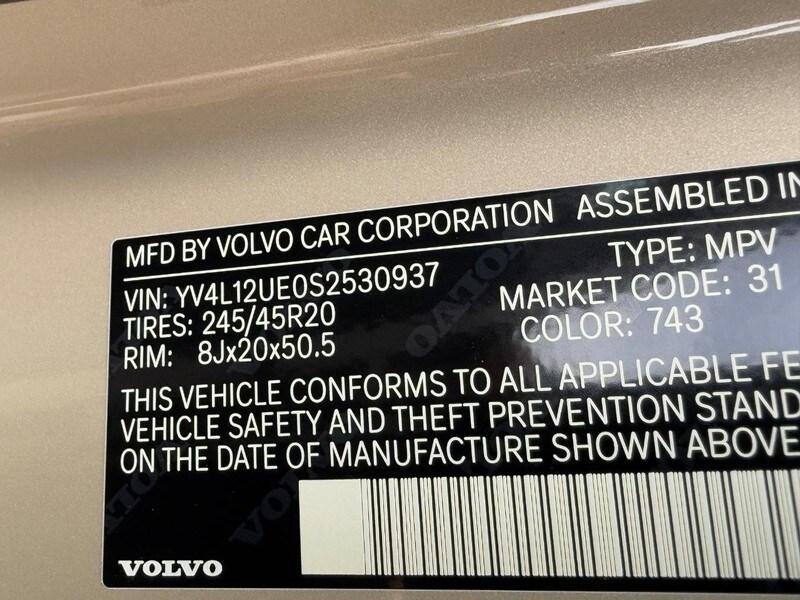 MFD BY VOLVO CAR CORPORATION ASSEMBLED IN
VIN: YV4L12UE0S2530937
TYPE: MPV
TIRES: 245/45R20
MARKET CODE: 31
RIM: 8Jx20x50.5
COLOR: 743
THIS VEHICLE CONFORMS TO ALL APPLICABLE FE
VEHICLE SAFETY AND THEFT PREVENTION STAND
ON THE DATE OF MANUFACTURE SHOWN ABOVE
VOLVO